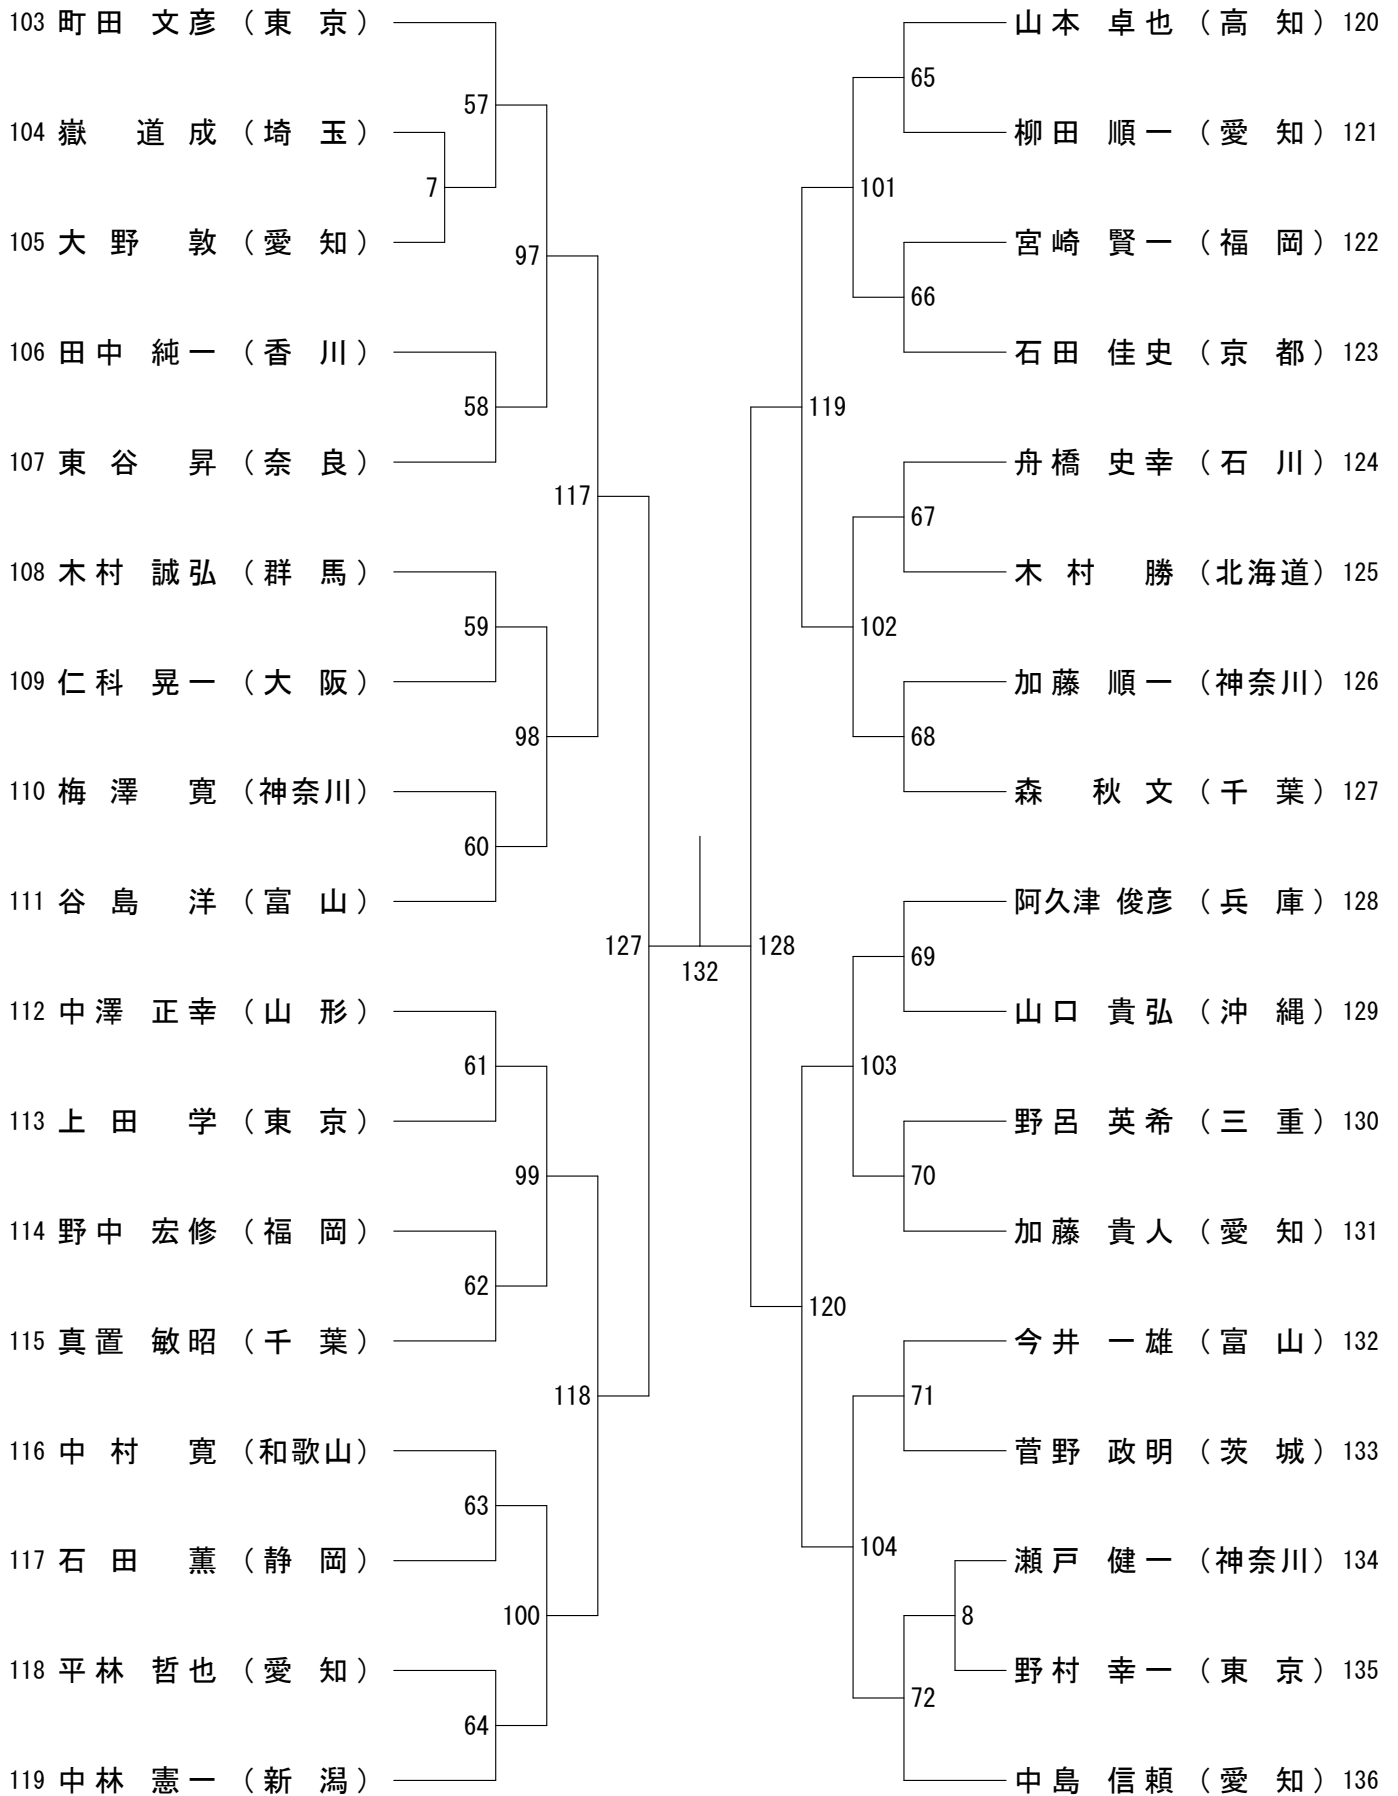 103 町田 文彦 (東 京)
57
104 嶽 道成 (埼 玉)
7
105 大野 敦 (愛 知)
97
106 田中 純一 (香 川)
58
107 東谷 昇 (奈 良)
117
108 木村 誠弘 (群 馬)
59
109 仁科 晃一 (大 阪)
98
110 梅澤 寛 (神奈川)
60
111 谷島 洋 (富 山)
127
112 中澤 正幸 (山 形)
61
113 上田 学 (東 京)
99
114 野中 宏修 (福 岡)
62
115 真置 敏昭 (千 葉)
118
116 中村 寛 (和歌山)
63
117 石田 薫 (静 岡)
100
118 平林 哲也 (愛 知)
64
119 中林 憲一 (新 潟)
132
山本 卓也 (高 知) 120
65
柳田 順一 (愛 知) 121
101
宮崎 賢一 (福 岡) 122
66
石田 佳史 (京 都) 123
119
舟橋 史幸 (石 川) 124
67
木村 勝 (北海道) 125
102
加藤 順一 (神奈川) 126
68
森 秋文 (千 葉) 127
阿久津 俊彦 (兵 庫) 128
128
69
山口 貴弘 (沖 縄) 129
103
野呂 英希 (三 重) 130
70
加藤 貴人 (愛 知) 131
120
今井 一雄 (富 山) 132
71
菅野 政明 (茨 城) 133
104
瀬戸 健一 (神奈川) 134
8
野村 幸一 (東 京) 135
72
中島 信頼 (愛 知) 136